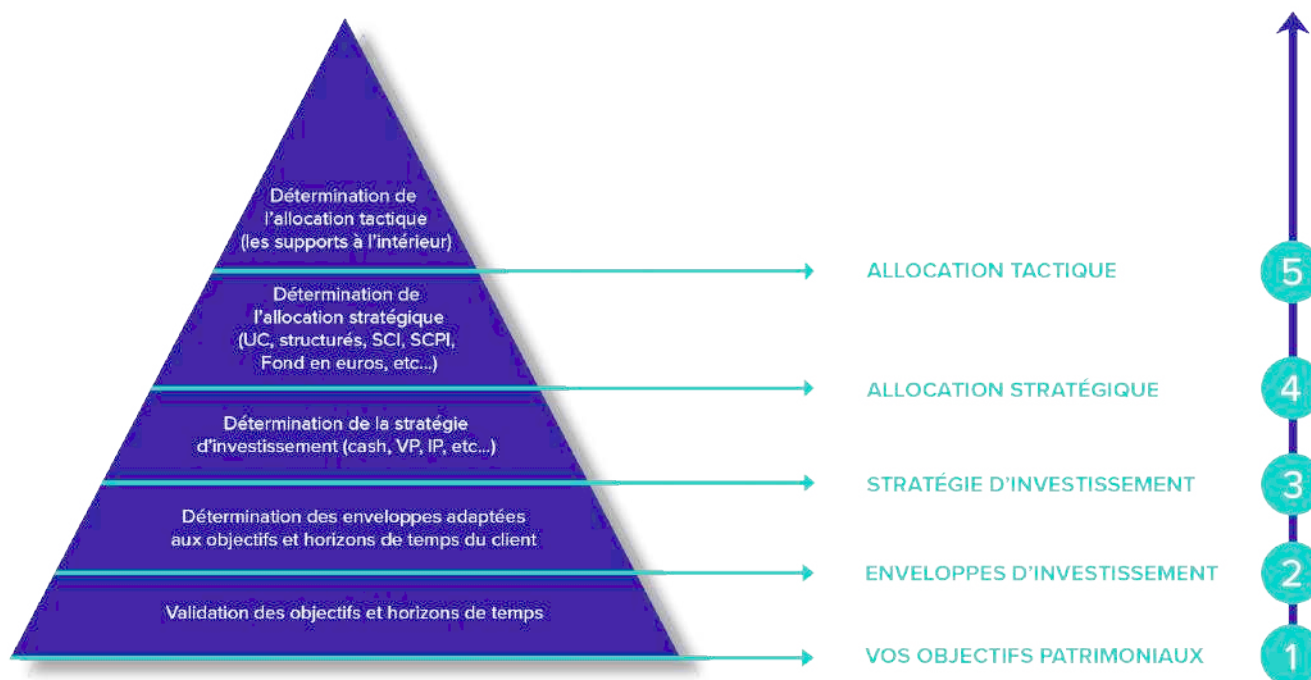 Détermination de
l'allocation tactique
(les supports à l'intérieur)
ALLOCATION TACTIQUE
5
Détermination de
l'allocation stratégique
(UC, structurés, SCI, SCPI,
Fond en euros, etc...)
ALLOCATION STRATÉGIQUE
4
Détermination de la stratégie
d'investissement (cash, VP, IP, etc...)
STRATÉGIE D'INVESTISSEMENT
3
Détermination des enveloppes adaptées
aux objectifs et horizons de temps du client
ENVELOPPES D'INVESTISSEMENT
2
Validation des objectifs et horizons de temps
VOS OBJECTIFS PATRIMONIAUX
1